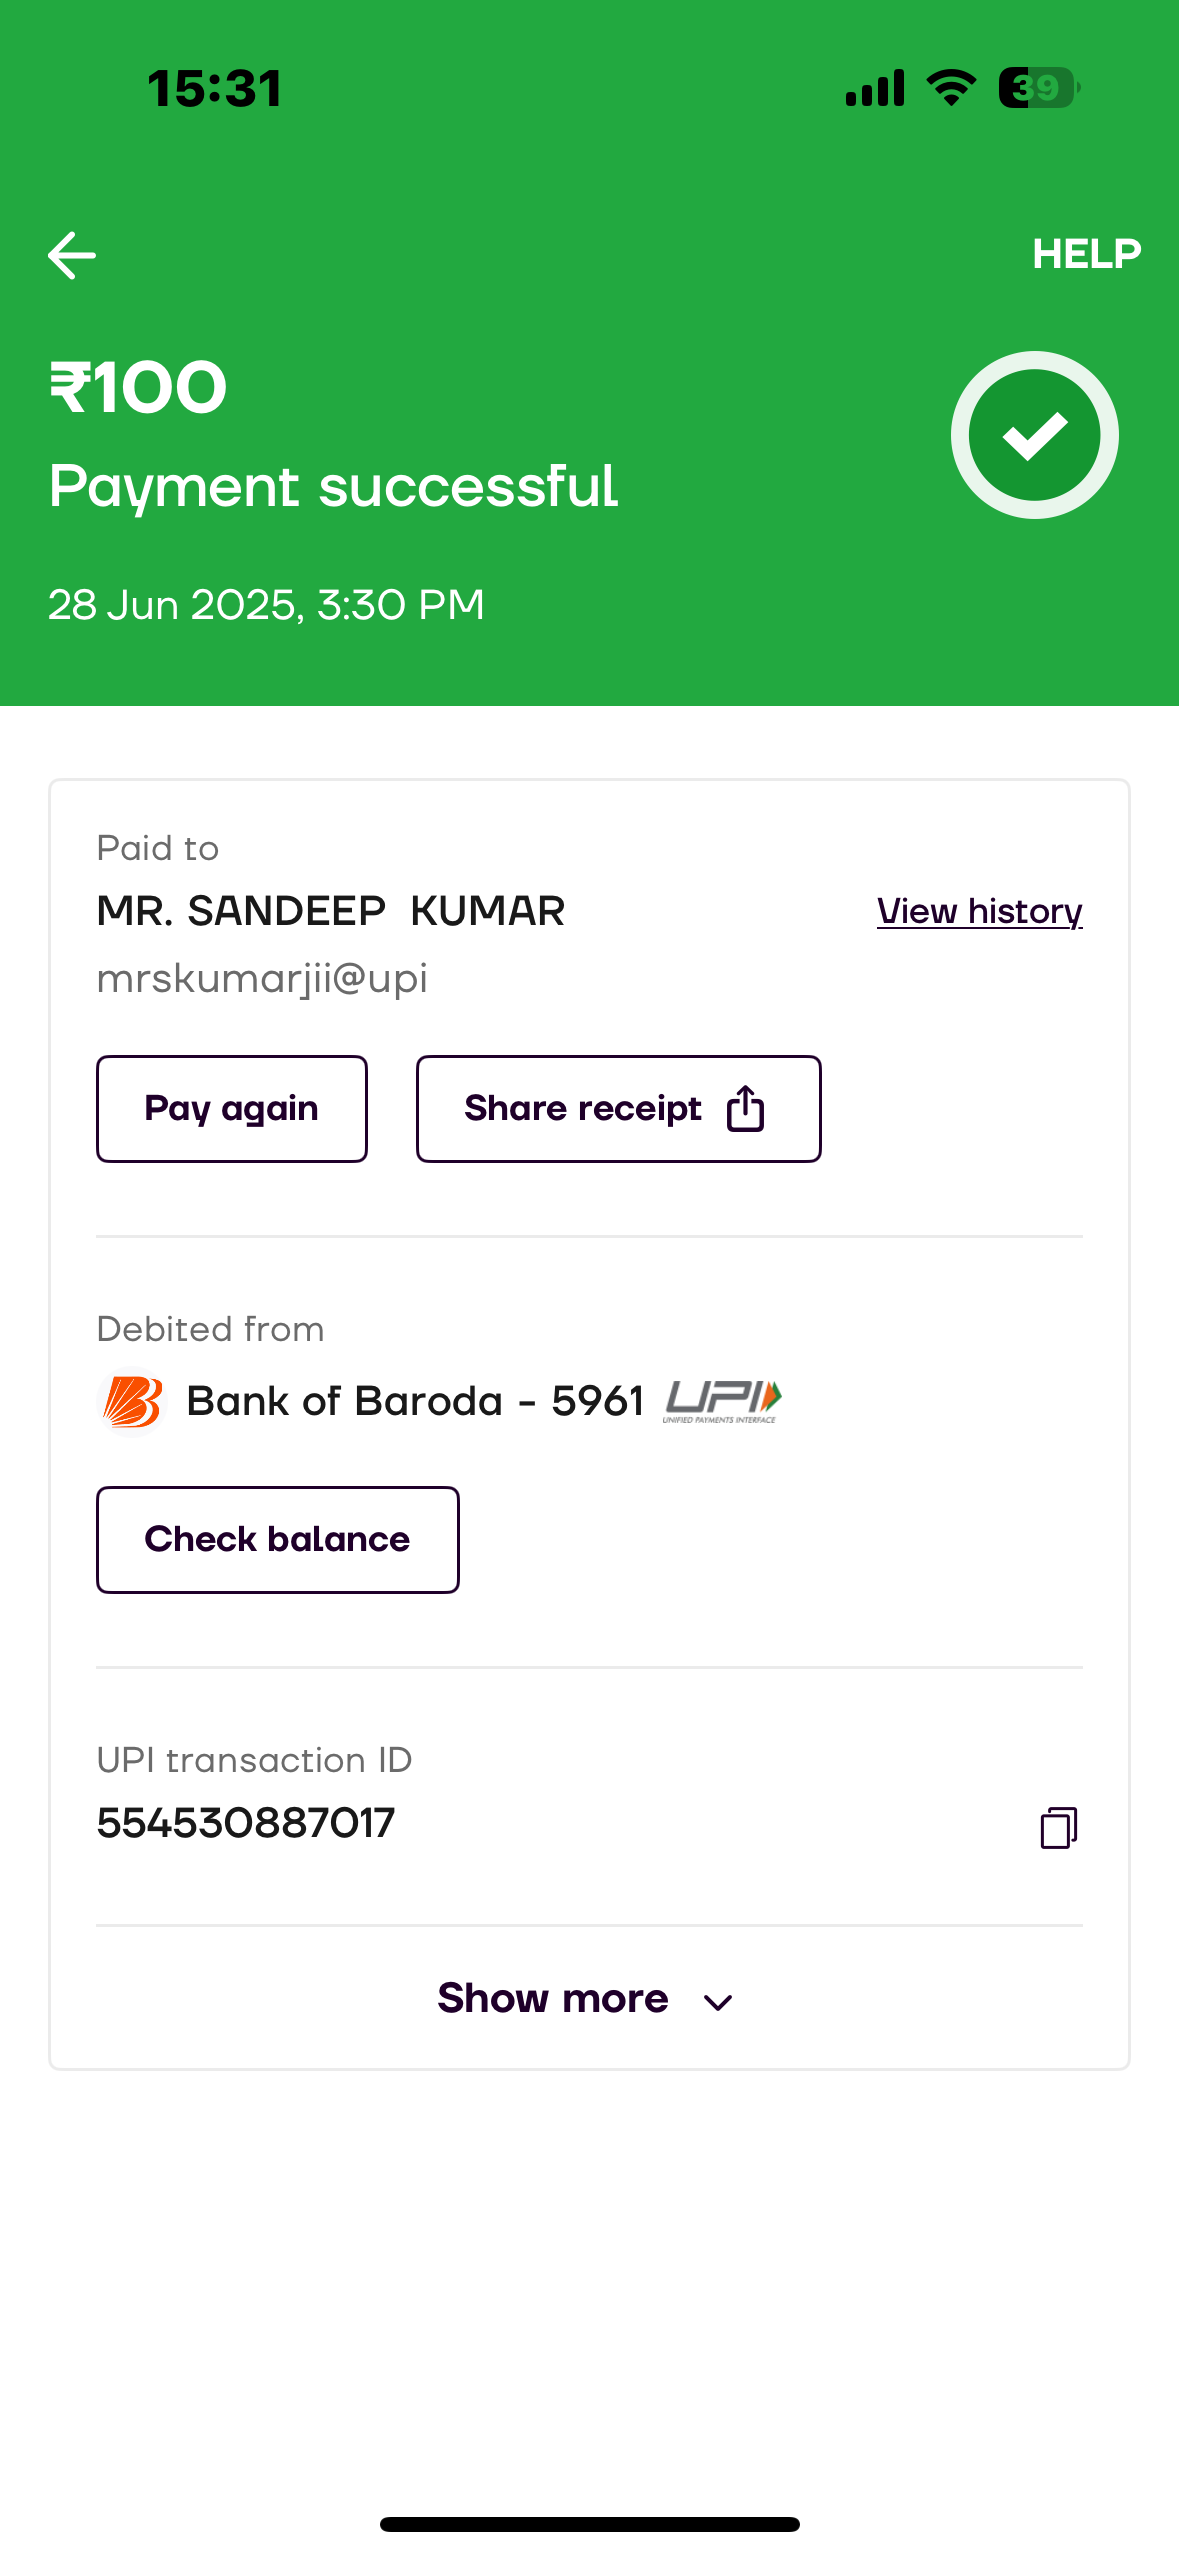 15:31
39
HELP
₹100
Payment successful
28 Jun 2025, 3:30 PM
Paid to
MR. SANDEEP  KUMAR
View history
mrskumarjii@upi
Pay again
Share receipt
Debited from
Bank of Baroda - 5961
UPI
UNIFIED PAYMENTS INTERFACE
Check balance
UPI transaction ID
554530887017
Show more